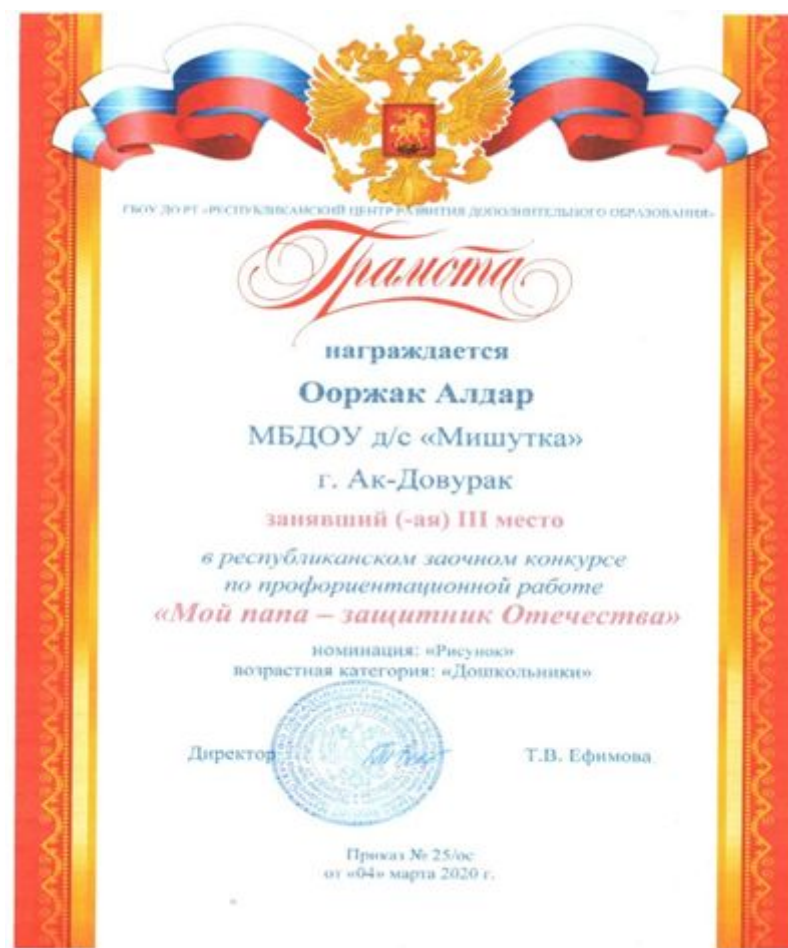 ГБОУ ДО РТ «РЕСПУБЛИКАНСКИЙ ЦЕНТР РАЗВИТИЯ ДОПОЛНИТЕЛЬНОГО ОБРАЗОВАНИЯ»
Грамота
награждается
Ооржак Алдар
МБДОУ д/с «Мишутка»
г. Ак-Довурак
занявший (-ая) III место
в республиканском заочном конкурсе
по профориентационной работе
«Мой папа – защитник Отечества»
номинация: «Рисунок»
возрастная категория: «Дошкольники»
Директор Т.В. Ефимова
Приказ № 25/ос
от «04» марта 2020 г.